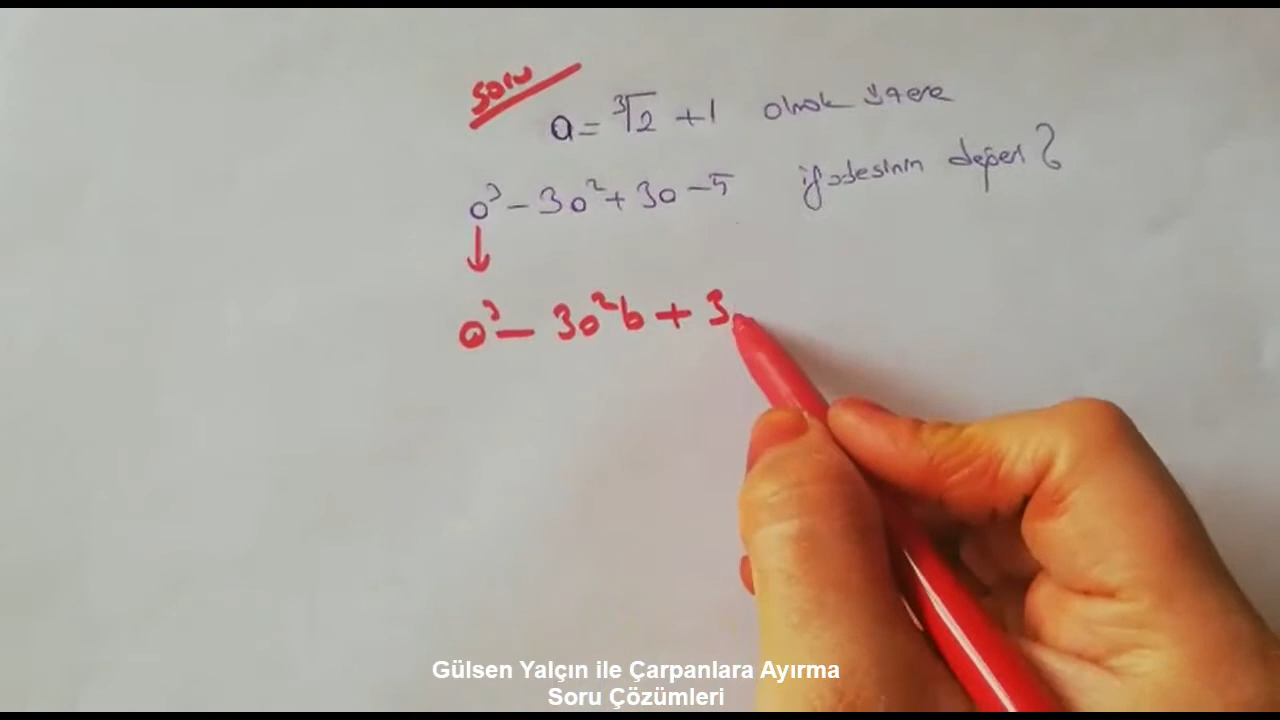 Soru
a = ∛2 + 1 olmak üzere
a³ - 3a² + 3a - 5 ifadesinin değeri ?
a³ - 3a²b + 3
Gülsen Yalçın ile Çarpanlara Ayırma
Soru Çözümleri